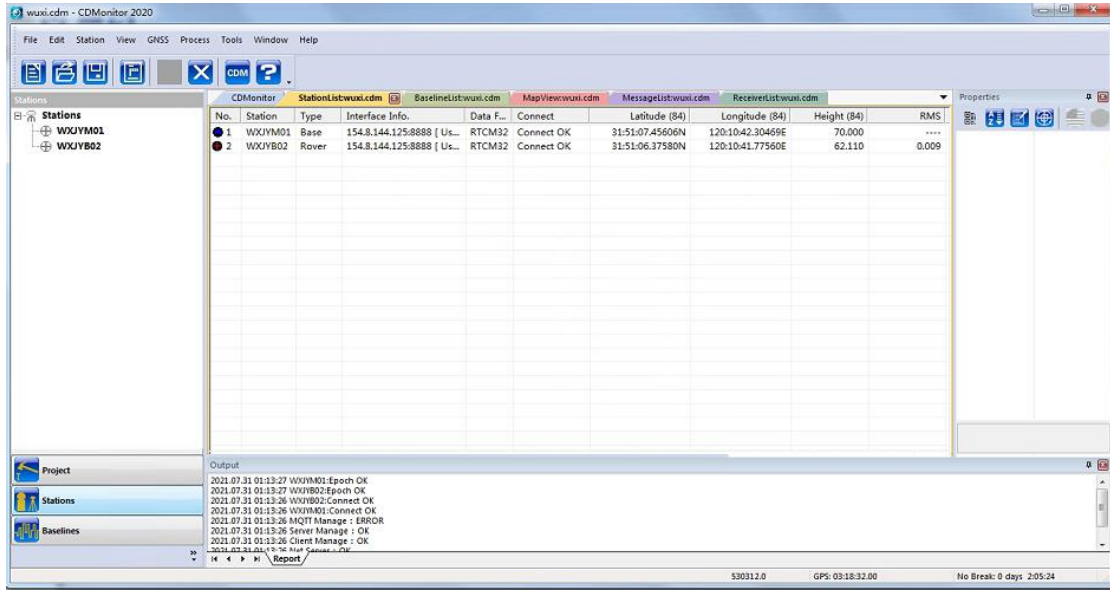 wuxi.cdm - CDMonitor 2020
File Edit Station View GNSS Process Tools Window Help
CDM ?
Stations
Stations
WXJYM01
WXJYB02
CDMonitor StationList:wuxi.cdm BaselineList:wuxi.cdm MapView:wuxi.cdm MessageList:wuxi.cdm ReceiverList:wuxi.cdm
No. Station Type Interface Info. Data F... Connect Latitude (84) Longitude (84) Height (84) RMS
1 WXJYM01 Base 154.8.144.125:8888 [ Us... RTCM32 Connect OK 31:51:07.45606N 120:10:42.30469E 70.000 ----
2 WXJYB02 Rover 154.8.144.125:8888 [ Us... RTCM32 Connect OK 31:51:06.37580N 120:10:41.77560E 62.110 0.009
Properties
Project
Stations
Baselines
Output
2021.07.31 01:13:27 WXJYM01:Epoch OK
2021.07.31 01:13:27 WXJYB02:Epoch OK
2021.07.31 01:13:26 WXJYB02:Connect OK
2021.07.31 01:13:26 WXJYM01:Connect OK
2021.07.31 01:13:26 MQTT Manage : ERROR
2021.07.31 01:13:26 Server Manage : OK
2021.07.31 01:13:26 Client Manage : OK
2021.07.31 01:13:26 Net Server : OK
Report
530312.0 GPS: 03:18:32.00 No Break: 0 days 2:05:24